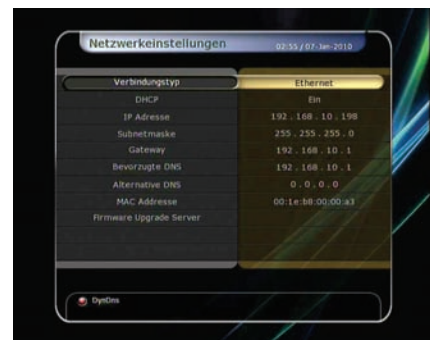 Netzwerkeinstellungen 02:55 / 07-Jan-2010
Verbindungstyp Ethernet
DHCP Ein
IP Adresse 192 . 168 . 10 . 198
Subnetmaske 255 . 255 . 255 . 0
Gateway 192 . 168 . 10 . 1
Bevorzugte DNS 192 . 168 . 10 . 1
Alternative DNS 0 . 0 . 0 . 0
MAC Addresse 00:1e:b8:00:00:a3
Firmware Upgrade Server
DynDns